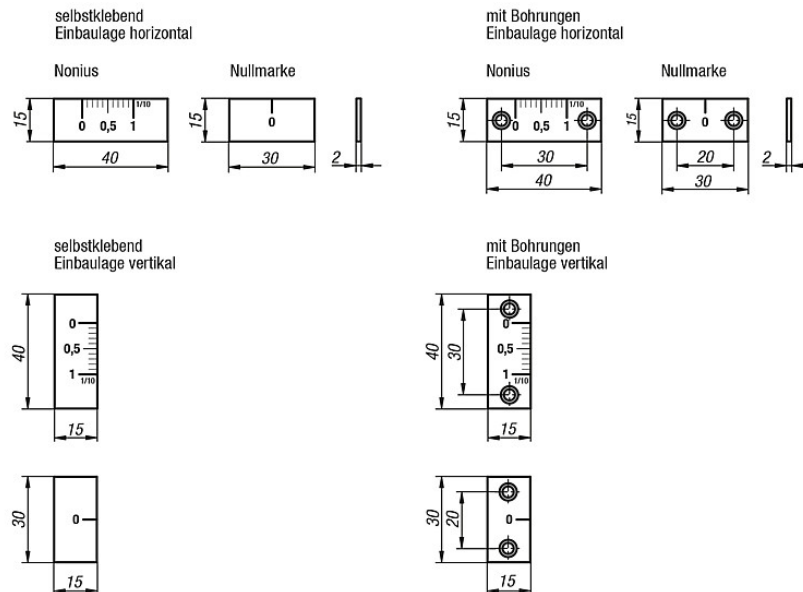 selbstklebend
Einbaulage horizontal
Nonius
Nullmarke
15
0 0,5 1 1/10
40
15
0
30
2
mit Bohrungen
Einbaulage horizontal
Nonius
Nullmarke
15
0 0,5 1 1/10
30
40
15
0
20
30
2
selbstklebend
Einbaulage vertikal
40
0
0,5
1
1/10
15
30
0
15
mit Bohrungen
Einbaulage vertikal
40
30
0
0,5
1
1/10
15
30
20
0
15